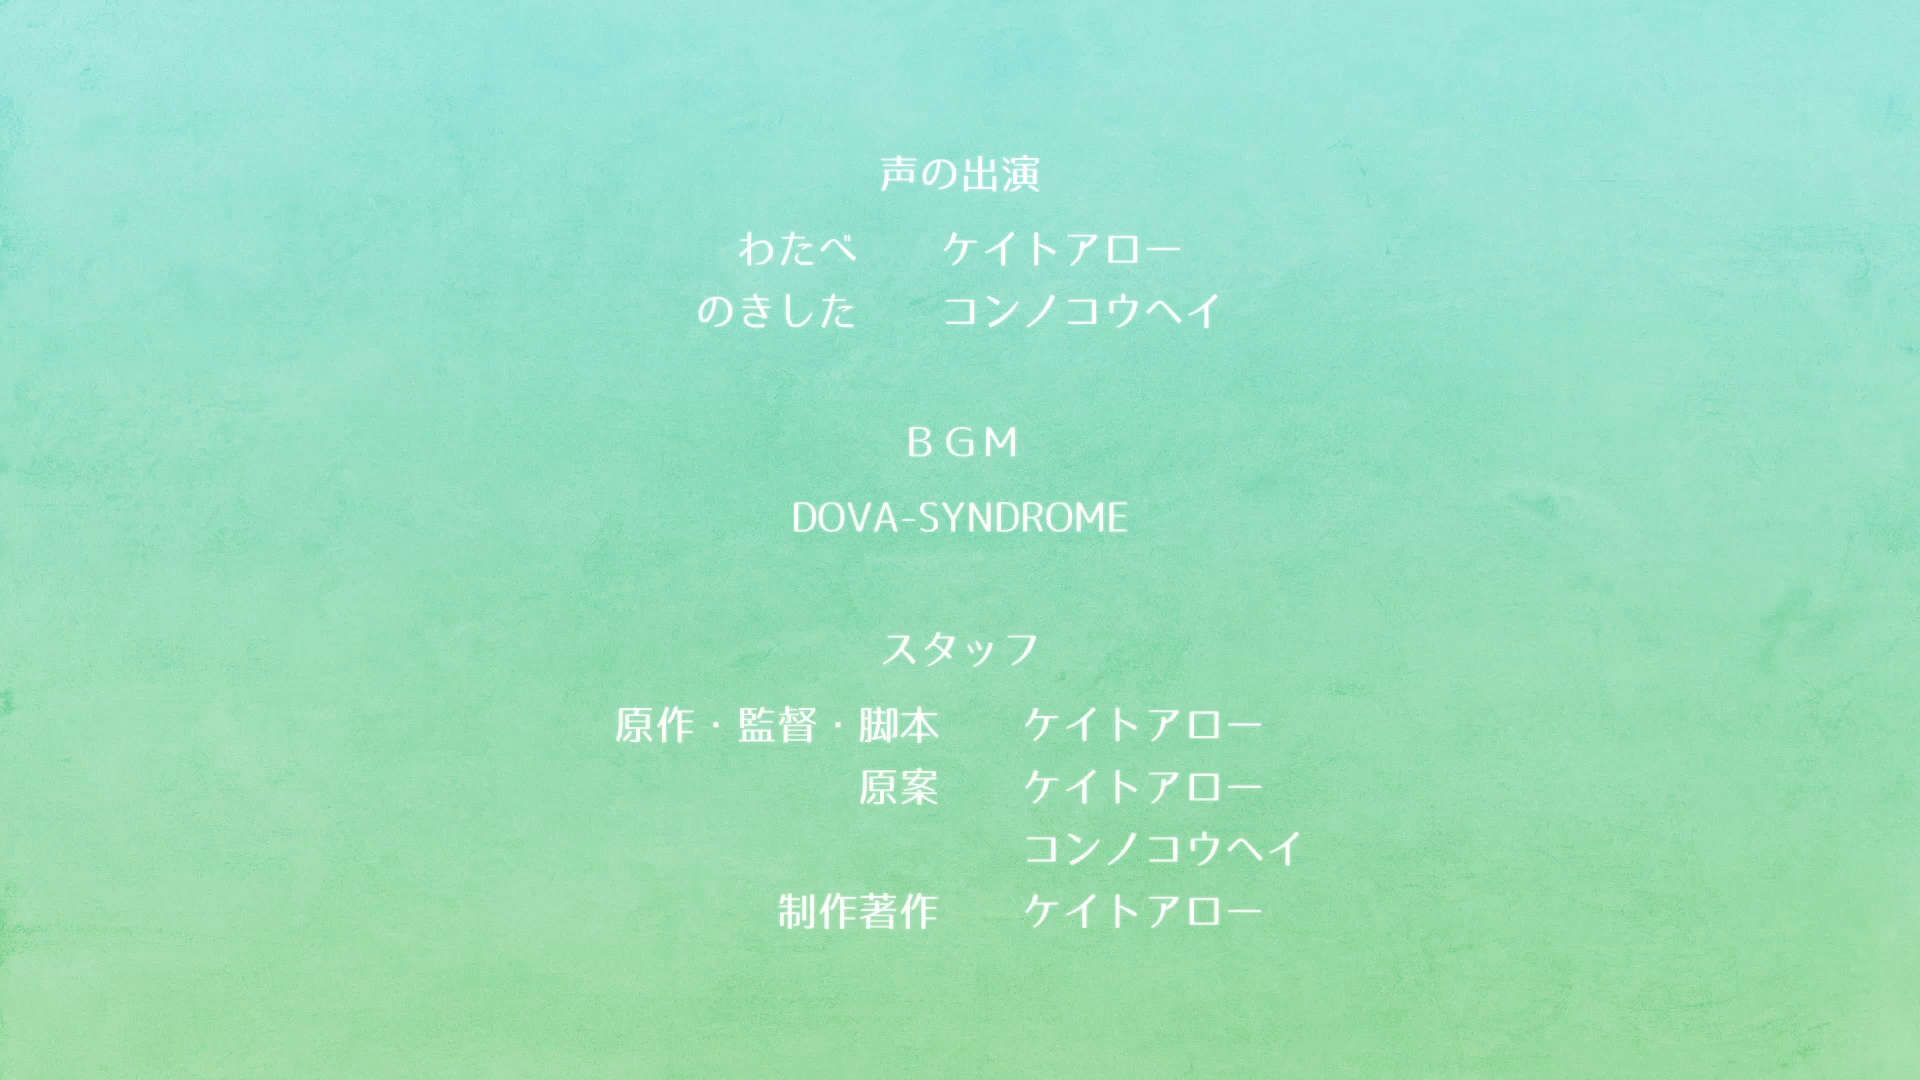 声の出演
わたべ　　ケイトアロー
のきした　　コンノコウヘイ
ＢＧＭ
DOVA-SYNDROME
スタッフ
原作・監督・脚本　　ケイトアロー
原案　　ケイトアロー
コンノコウヘイ
制作著作　　ケイトアロー